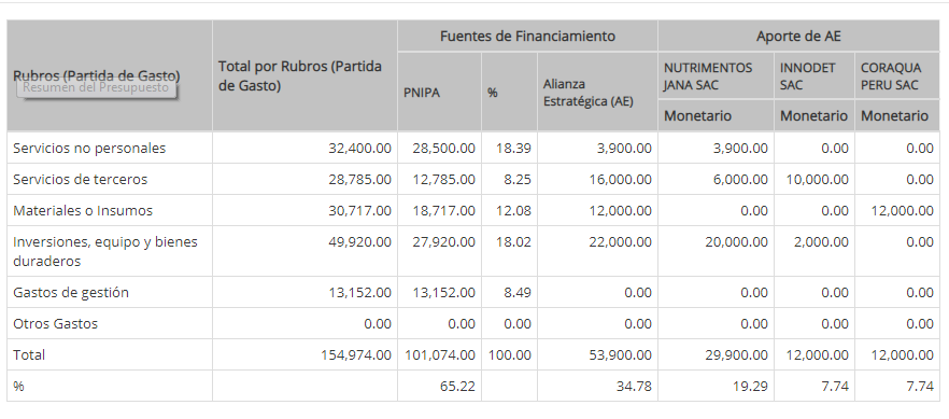 Fuentes de Financiamiento Aporte de AE
Rubros (Partida de Gasto) Total por Rubros (Partida de Gasto) PNIPA % Alianza Estratégica (AE) NUTRIMENTOS JANA SAC INNODET SAC CORAQUA PERU SAC
Resumen del Presupuesto
Monetario Monetario Monetario
Servicios no personales 32,400.00 28,500.00 18.39 3,900.00 3,900.00 0.00 0.00
Servicios de terceros 28,785.00 12,785.00 8.25 16,000.00 6,000.00 10,000.00 0.00
Materiales o Insumos 30,717.00 18,717.00 12.08 12,000.00 0.00 0.00 12,000.00
Inversiones, equipo y bienes duraderos 49,920.00 27,920.00 18.02 22,000.00 20,000.00 2,000.00 0.00
Gastos de gestión 13,152.00 13,152.00 8.49 0.00 0.00 0.00 0.00
Otros Gastos 0.00 0.00 0.00 0.00 0.00 0.00 0.00
Total 154,974.00 101,074.00 100.00 53,900.00 29,900.00 12,000.00 12,000.00
% 65.22 34.78 19.29 7.74 7.74